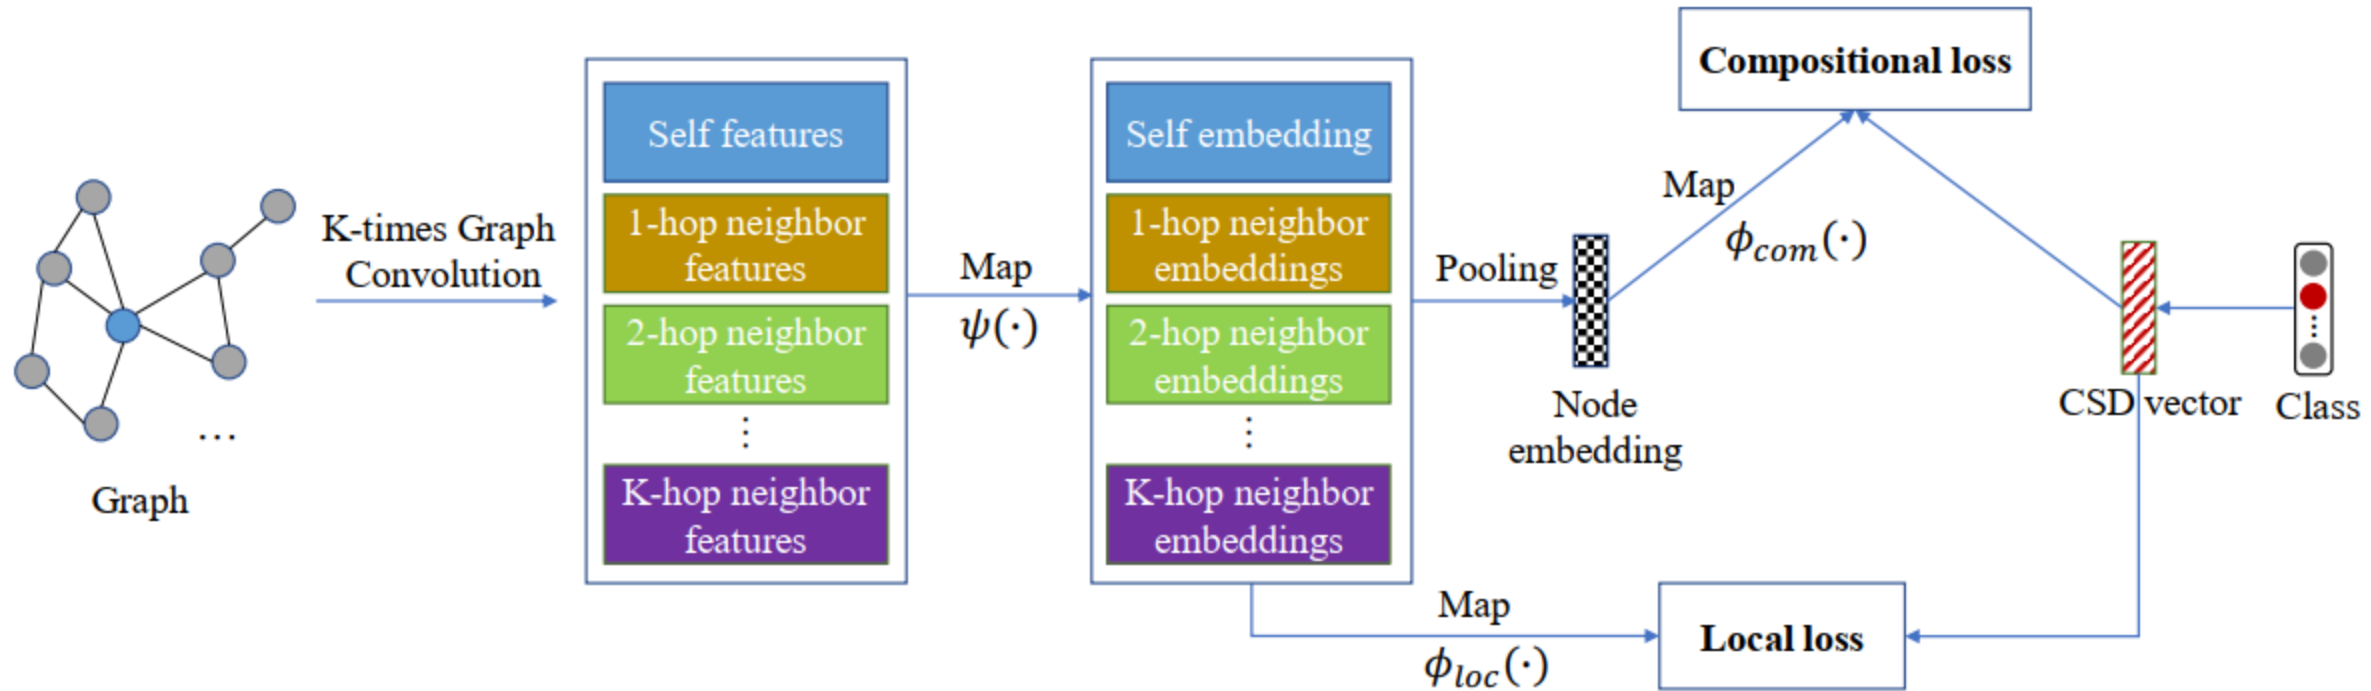 Graph
…
K-times Graph
Convolution
Self features
1-hop neighbor
features
2-hop neighbor
features
⋮
K-hop neighbor
features
Map
ψ(·)
Self embedding
1-hop neighbor
embeddings
2-hop neighbor
embeddings
⋮
K-hop neighbor
embeddings
Pooling
Node
embedding
Map
ϕ_com(·)
Compositional loss
Map
ϕ_loc(·)
Local loss
CSD vector
Class